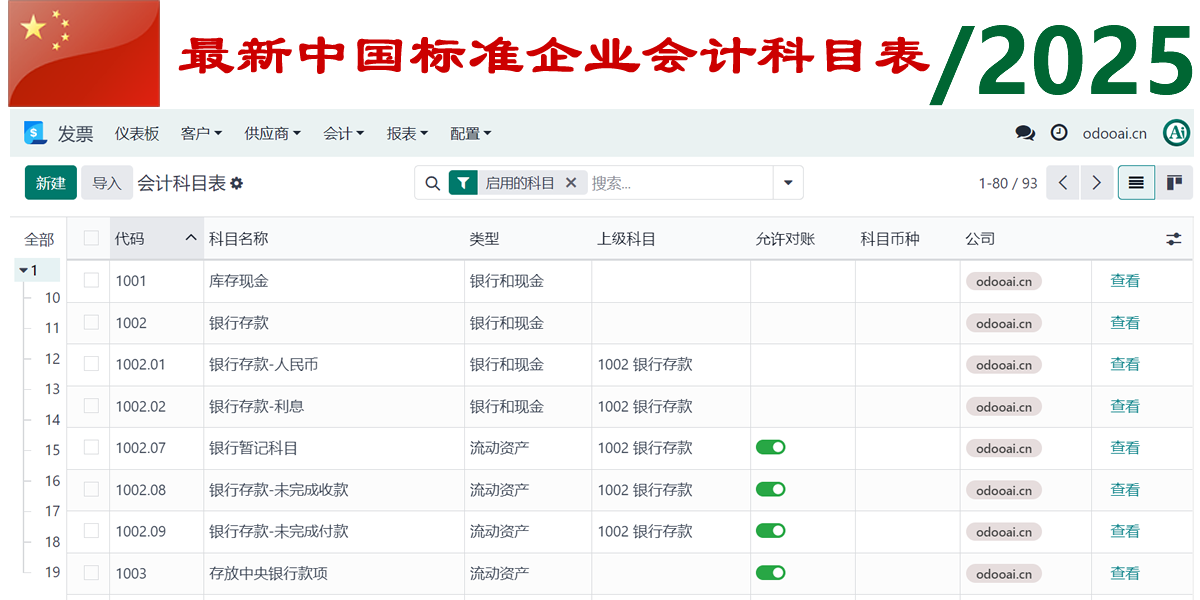 最新中国标准企业会计科目表/2025
发票 仪表板 客户 供应商 会计 报表 配置 odooai.cn Ai
新建 导入 会计科目表 启用的科目 搜索... 1-80 / 93
全部 代码 科目名称 类型 上级科目 允许对账 科目币种 公司
1 1001 库存现金 银行和现金 odooai.cn 查看
10
11 1002 银行存款 银行和现金 odooai.cn 查看
12 1002.01 银行存款-人民币 银行和现金 1002 银行存款 odooai.cn 查看
13
14 1002.02 银行存款-利息 银行和现金 1002 银行存款 odooai.cn 查看
15 1002.07 银行暂记科目 流动资产 1002 银行存款 odooai.cn 查看
16 1002.08 银行存款-未完成收款 流动资产 1002 银行存款 odooai.cn 查看
17
18 1002.09 银行存款-未完成付款 流动资产 1002 银行存款 odooai.cn 查看
19 1003 存放中央银行款项 流动资产 odooai.cn 查看